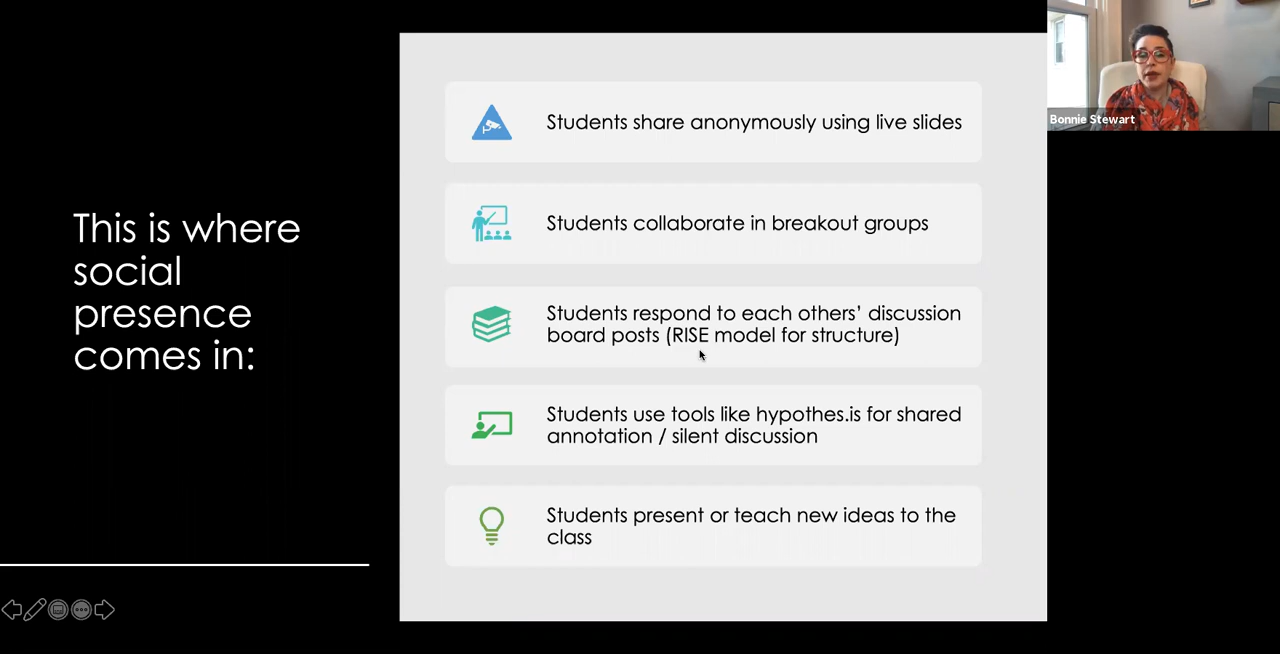 This is where
social
presence
comes in:
Students share anonymously using live slides
Students collaborate in breakout groups
Students respond to each others’ discussion
board posts (RISE model for structure)
Students use tools like hypothes.is for shared
annotation / silent discussion
Students present or teach new ideas to the
class
Bonnie Stewart